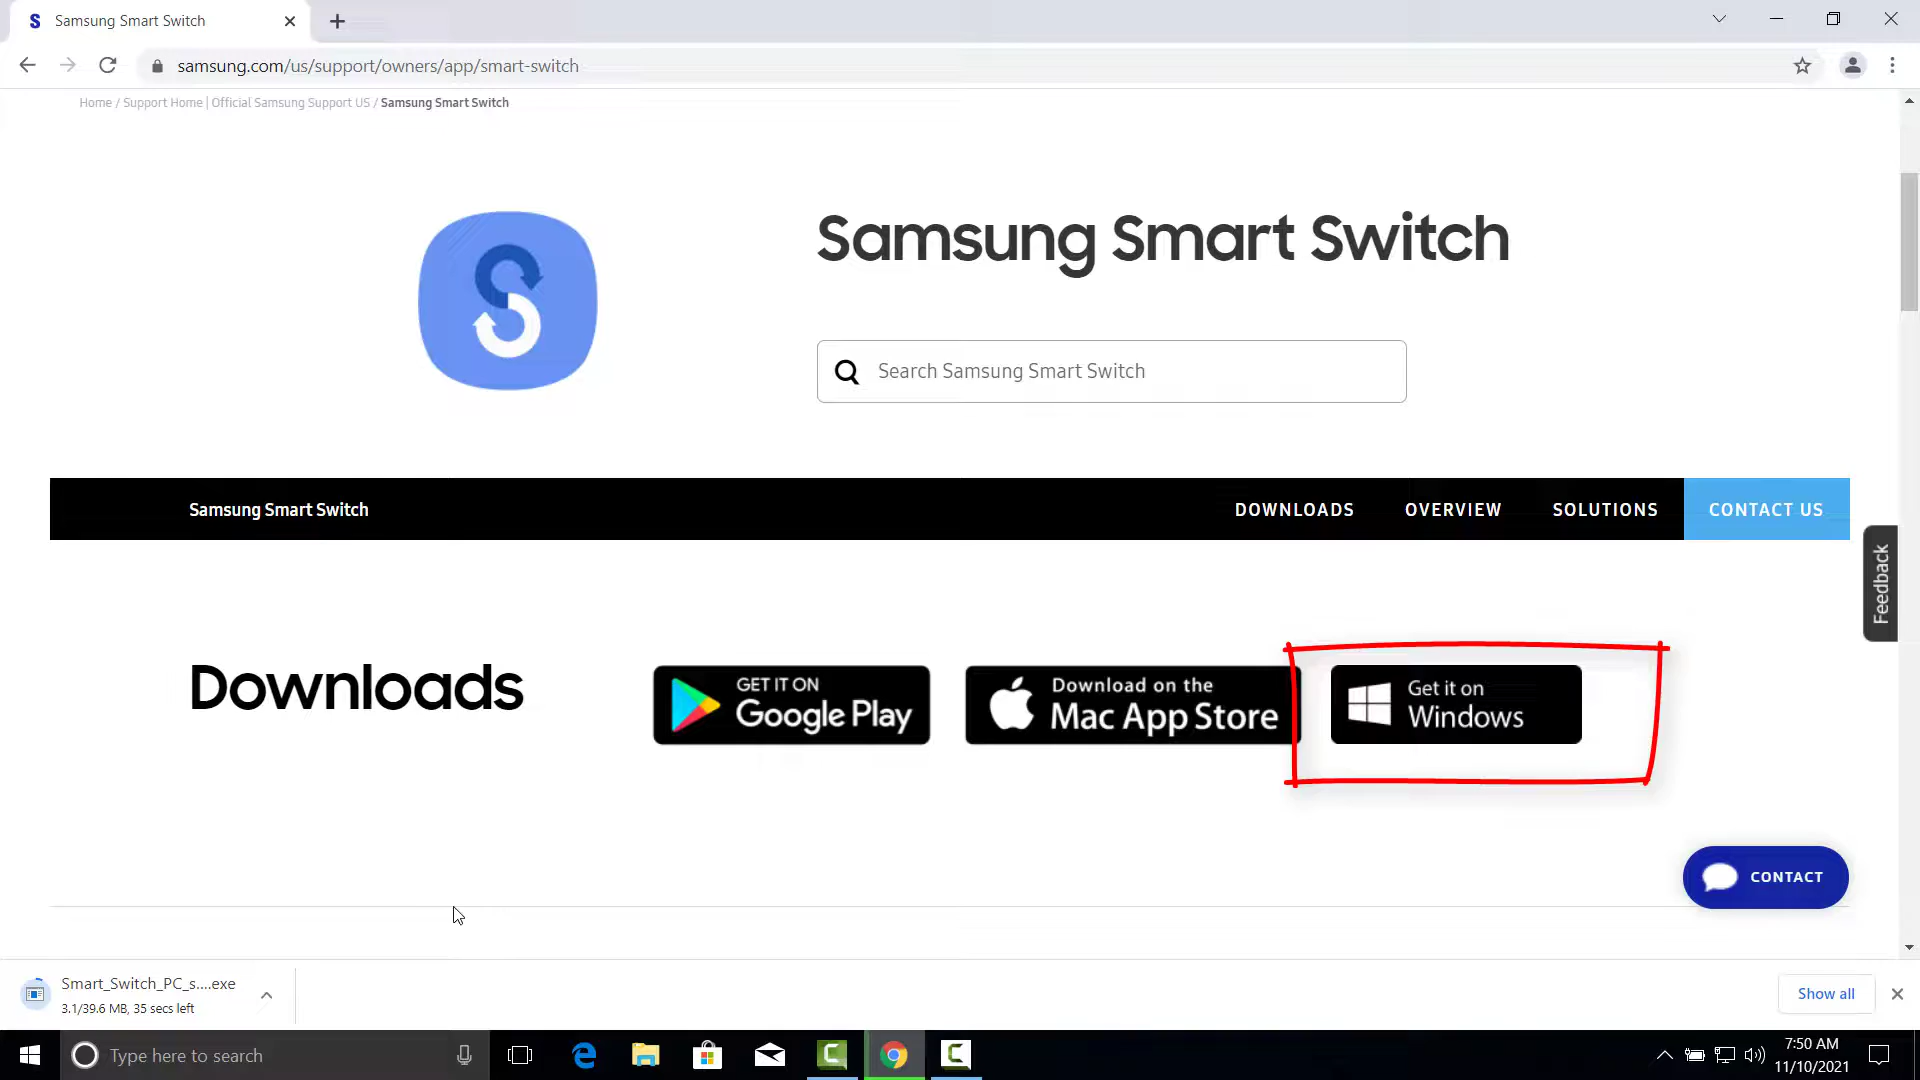 Samsung Smart Switch
samsung.com/us/support/owners/app/smart-switch
Home / Support Home | Official Samsung Support US / Samsung Smart Switch
Samsung Smart Switch
Search Samsung Smart Switch
Samsung Smart Switch
DOWNLOADS
OVERVIEW
SOLUTIONS
CONTACT US
Feedback
Downloads
GET IT ON
Google Play
Download on the
Mac App Store
Get it on
Windows
CONTACT
Smart_Switch_PC_s....exe
3.1/39.6 MB, 35 secs left
Show all
Type here to search
7:50 AM
11/10/2021